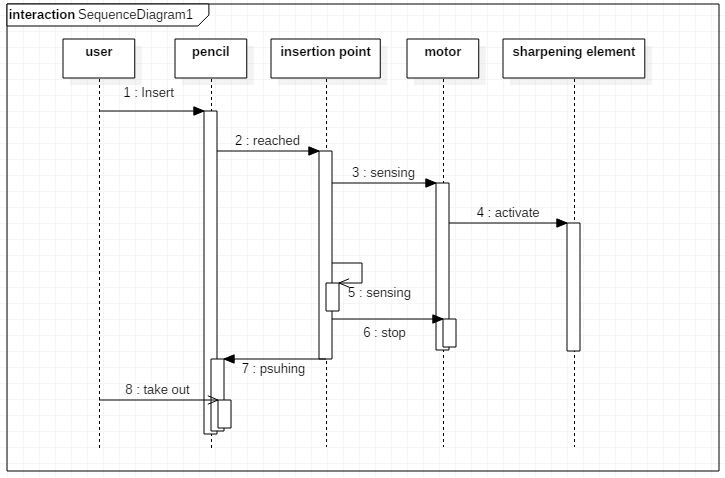 interaction SequenceDiagram1
user
pencil
insertion point
motor
sharpening element
1 : Insert
2 : reached
3 : sensing
4 : activate
5 : sensing
6 : stop
7 : psuhing
8 : take out